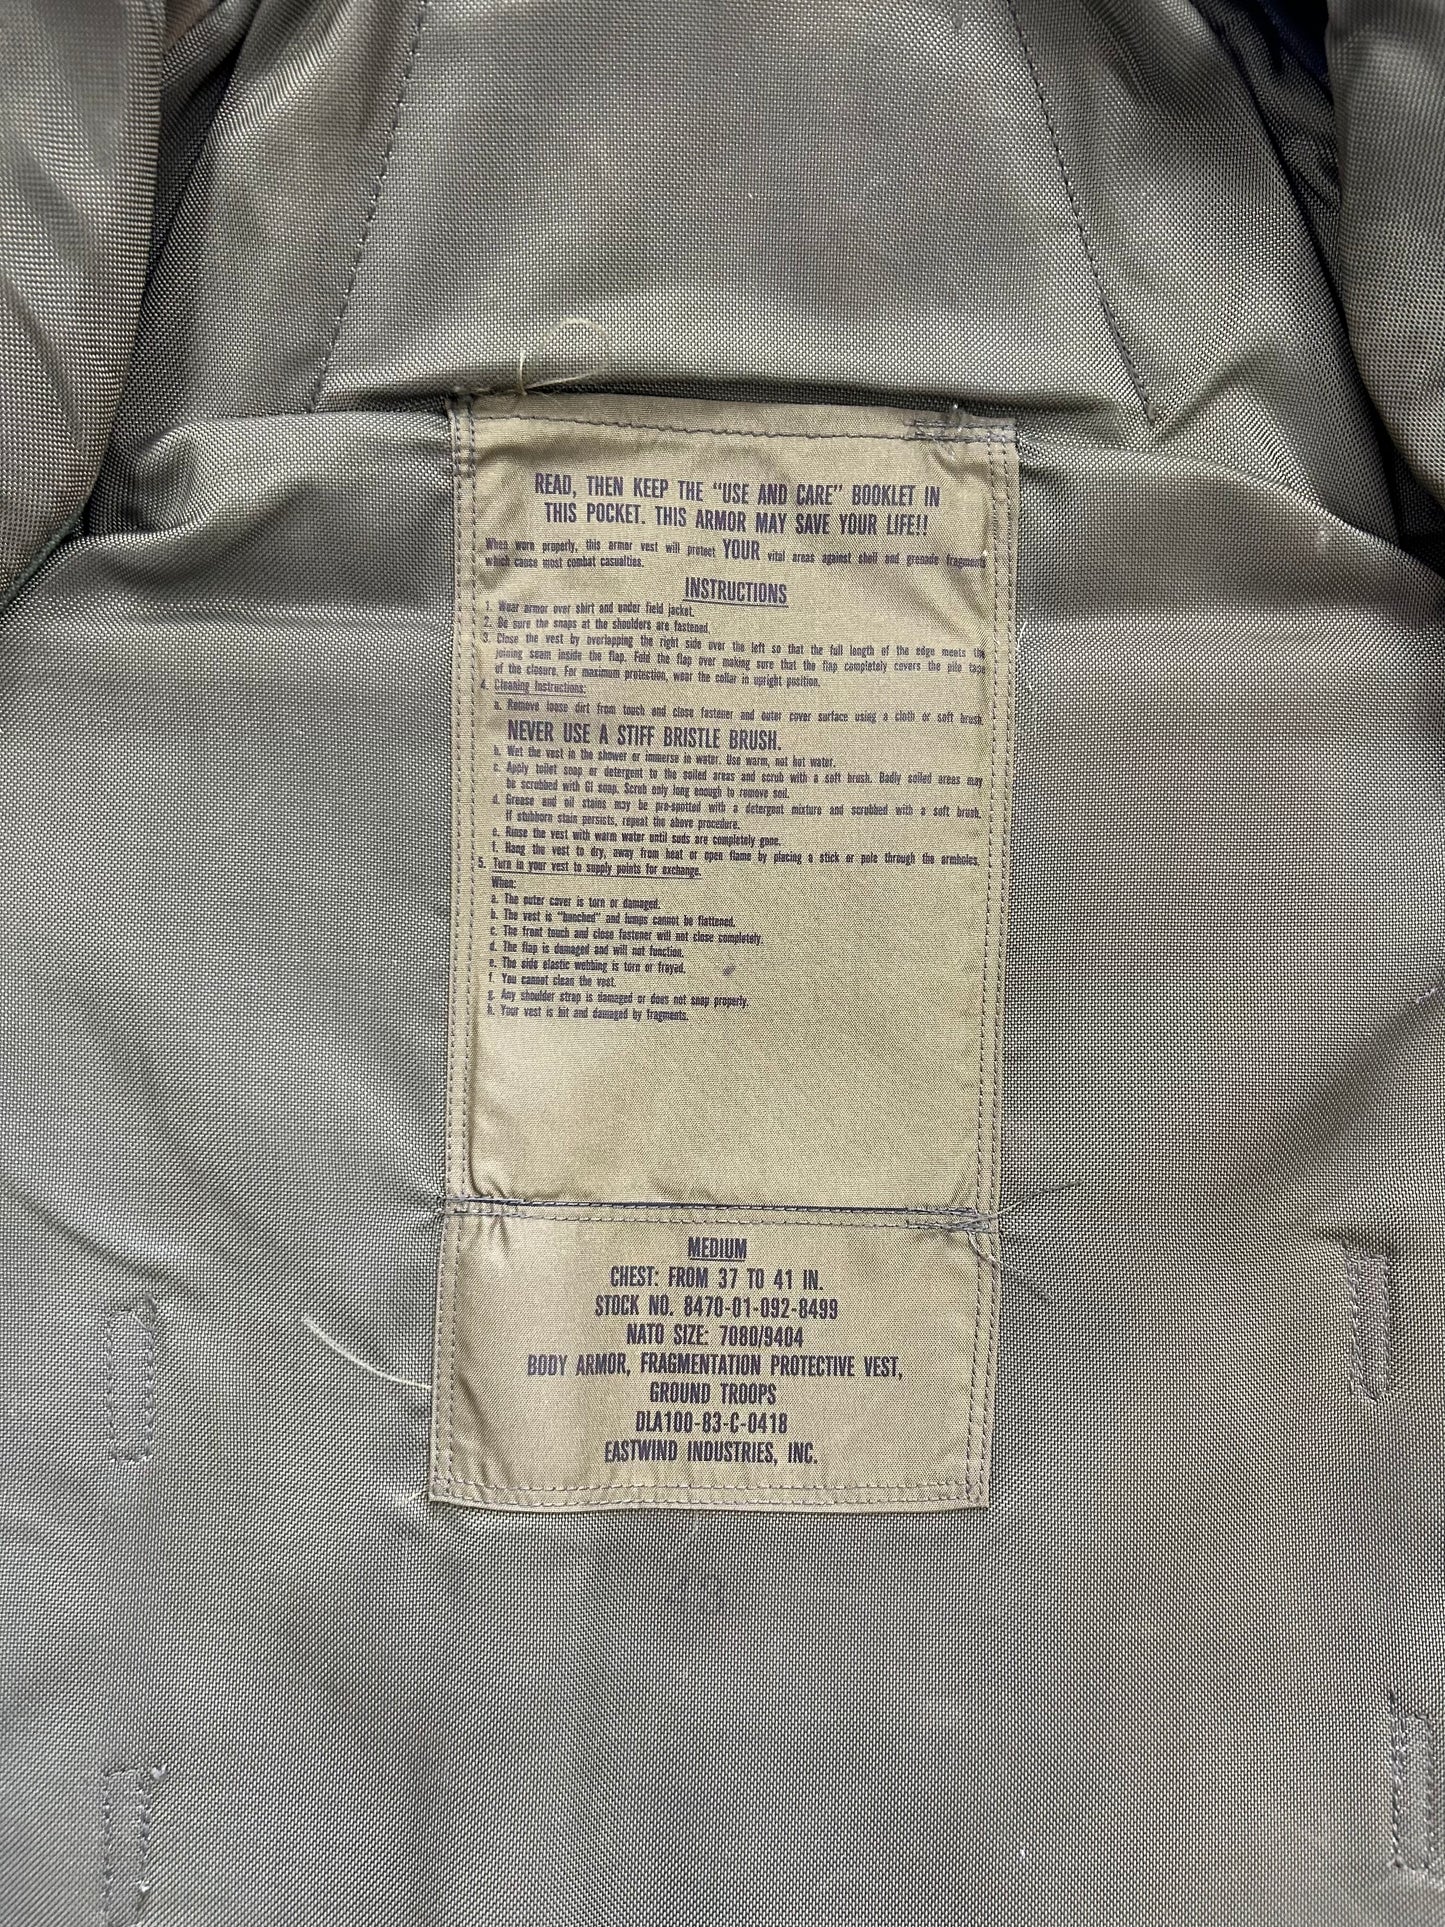 READ, THEN KEEP THE "USE AND CARE" BOOKLET IN
THIS POCKET. THIS ARMOR MAY SAVE YOUR LIFE!!
When worn properly, this armor vest will protect YOUR vital areas against shell and grenade fragments
which cause most combat casualties.
INSTRUCTIONS
1. Wear armor over shirt and under field jacket.
2. Be sure the snaps at the shoulders are fastened.
3. Close the vest by overlapping the right side over the left so that the full length of the edge meets the
joining seam inside the flap. Fold the flap over making sure that the flap completely covers the pile tape
of the closure. For maximum protection, wear the collar in upright position.
4. Cleaning Instructions:
a. Remove loose dirt from touch and close fastener and outer cover surface using a cloth or soft brush.
NEVER USE A STIFF BRISTLE BRUSH.
b. Wet the vest in the shower or immerse in water. Use warm, not hot water.
c. Apply toilet soap or detergent to the soiled areas and scrub with a soft brush. Badly soiled areas may
be scrubbed with GI soap. Scrub only long enough to remove soil.
d. Grease and oil stains may be pre-spotted with a detergent mixture and scrubbed with a soft brush.
If stubborn stain persists, repeat the above procedure.
e. Rinse the vest with warm water until suds are completely gone.
f. Hang the vest to dry, away from heat or open flame by placing a stick or pole through the armholes.
5. Turn in your vest to supply points for exchange.
When:
a. The outer cover is torn or damaged.
b. The vest is "bunched" and lumps cannot be flattened.
c. The front touch and close fastener will not close completely.
d. The flap is damaged and will not function.
e. The side elastic webbing is torn or frayed.
f. You cannot clean the vest.
g. Any shoulder strap is damaged or does not snap properly.
h. Your vest is hit and damaged by fragments.
MEDIUM
CHEST: FROM 37 TO 41 IN.
STOCK NO. 8470-01-092-8499
NATO SIZE: 7080/9404
BODY ARMOR, FRAGMENTATION PROTECTIVE VEST,
GROUND TROOPS
DLA100-83-C-0418
EASTWIND INDUSTRIES, INC.